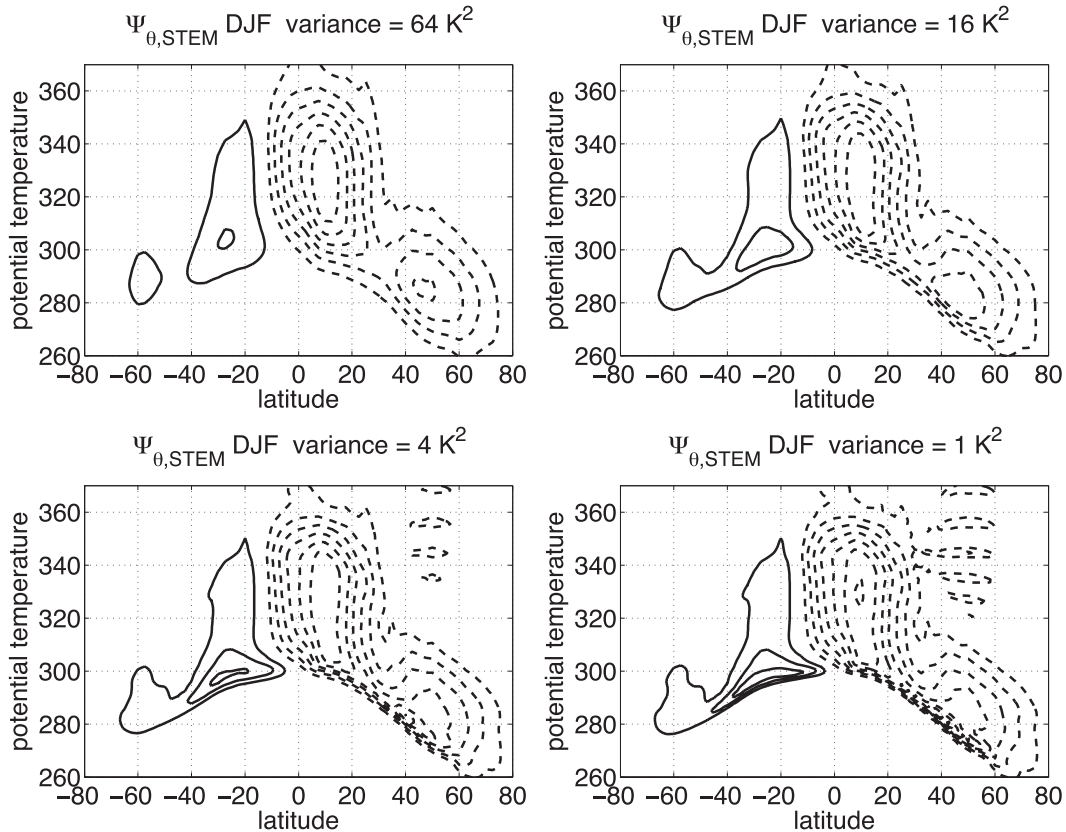 Ψθ,STEM DJF variance = 64 K²
potential temperature
360
340
320
300
280
260
−80 −60 −40 −20 0 20 40 60 80
latitude
Ψθ,STEM DJF variance = 16 K²
potential temperature
360
340
320
300
280
260
−80 −60 −40 −20 0 20 40 60 80
latitude
Ψθ,STEM DJF variance = 4 K²
potential temperature
360
340
320
300
280
260
−80 −60 −40 −20 0 20 40 60 80
latitude
Ψθ,STEM DJF variance = 1 K²
potential temperature
360
340
320
300
280
260
−80 −60 −40 −20 0 20 40 60 80
latitude